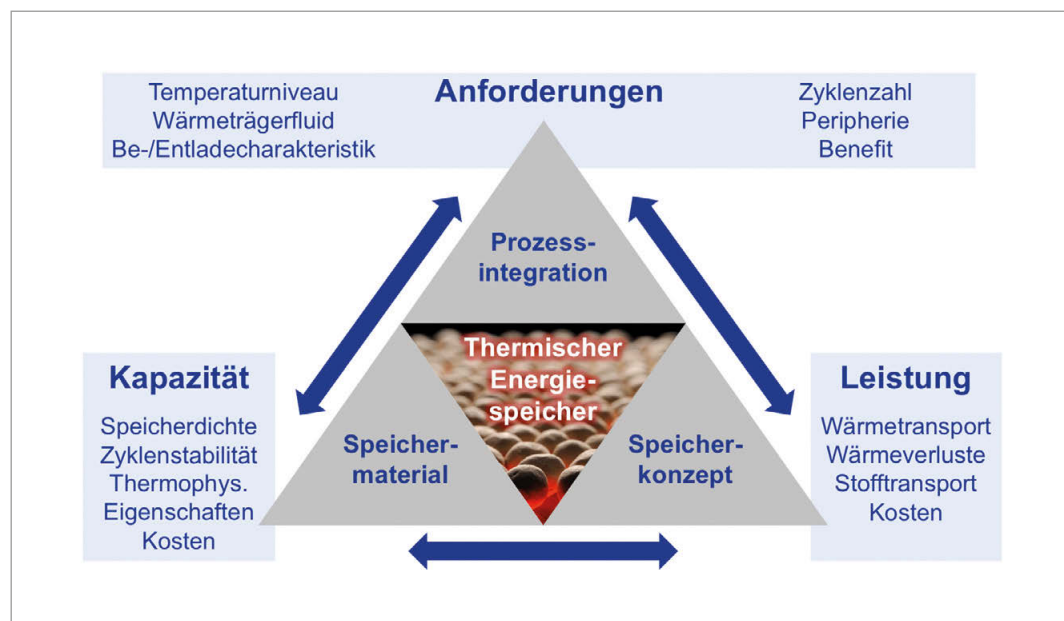 Anforderungen
Temperaturniveau
Wärmeträgerfluid
Be-/Entladecharakteristik
Zyklenzahl
Peripherie
Benefit
Prozess-
integration
Thermischer
Energie-
speicher
Kapazität
Speicherdichte
Zyklenstabilität
Thermophys.
Eigenschaften
Kosten
Speicher-
material
Speicher-
konzept
Leistung
Wärmetransport
Wärmeverluste
Stofftransport
Kosten